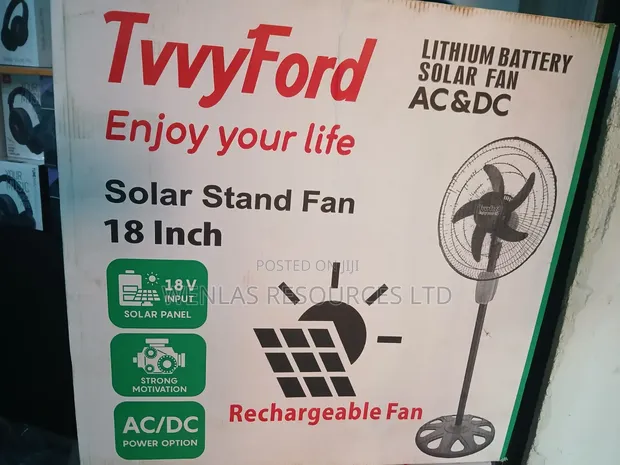 TvvyFord
Enjoy your life
LITHIUM BATTERY
SOLAR FAN
AC&DC
Solar Stand Fan
18 Inch
POSTED ON JIJI
WENLAS RESOURCES LTD
18V
INPUT
SOLAR PANEL
STRONG
MOTIVATION
AC/DC
POWER OPTION
Rechargeable Fan